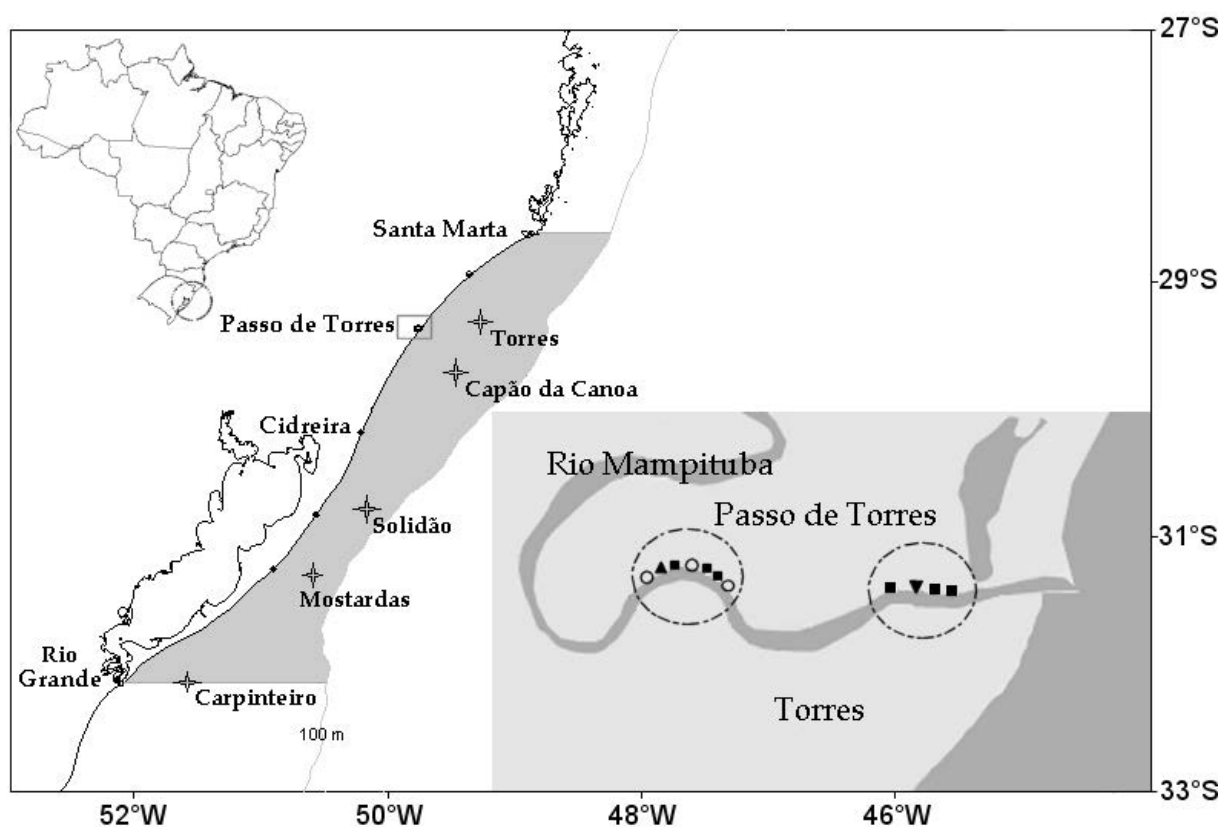 27°S
Santa Marta
29°S
Passo de Torres
Torres
Capão da Canoa
Cidreira
Rio Mampituba
Passo de Torres
Solidão
31°S
Mostardas
Rio
Grande
Carpinteiro
Torres
100 m
33°S
52°W
50°W
48°W
46°W